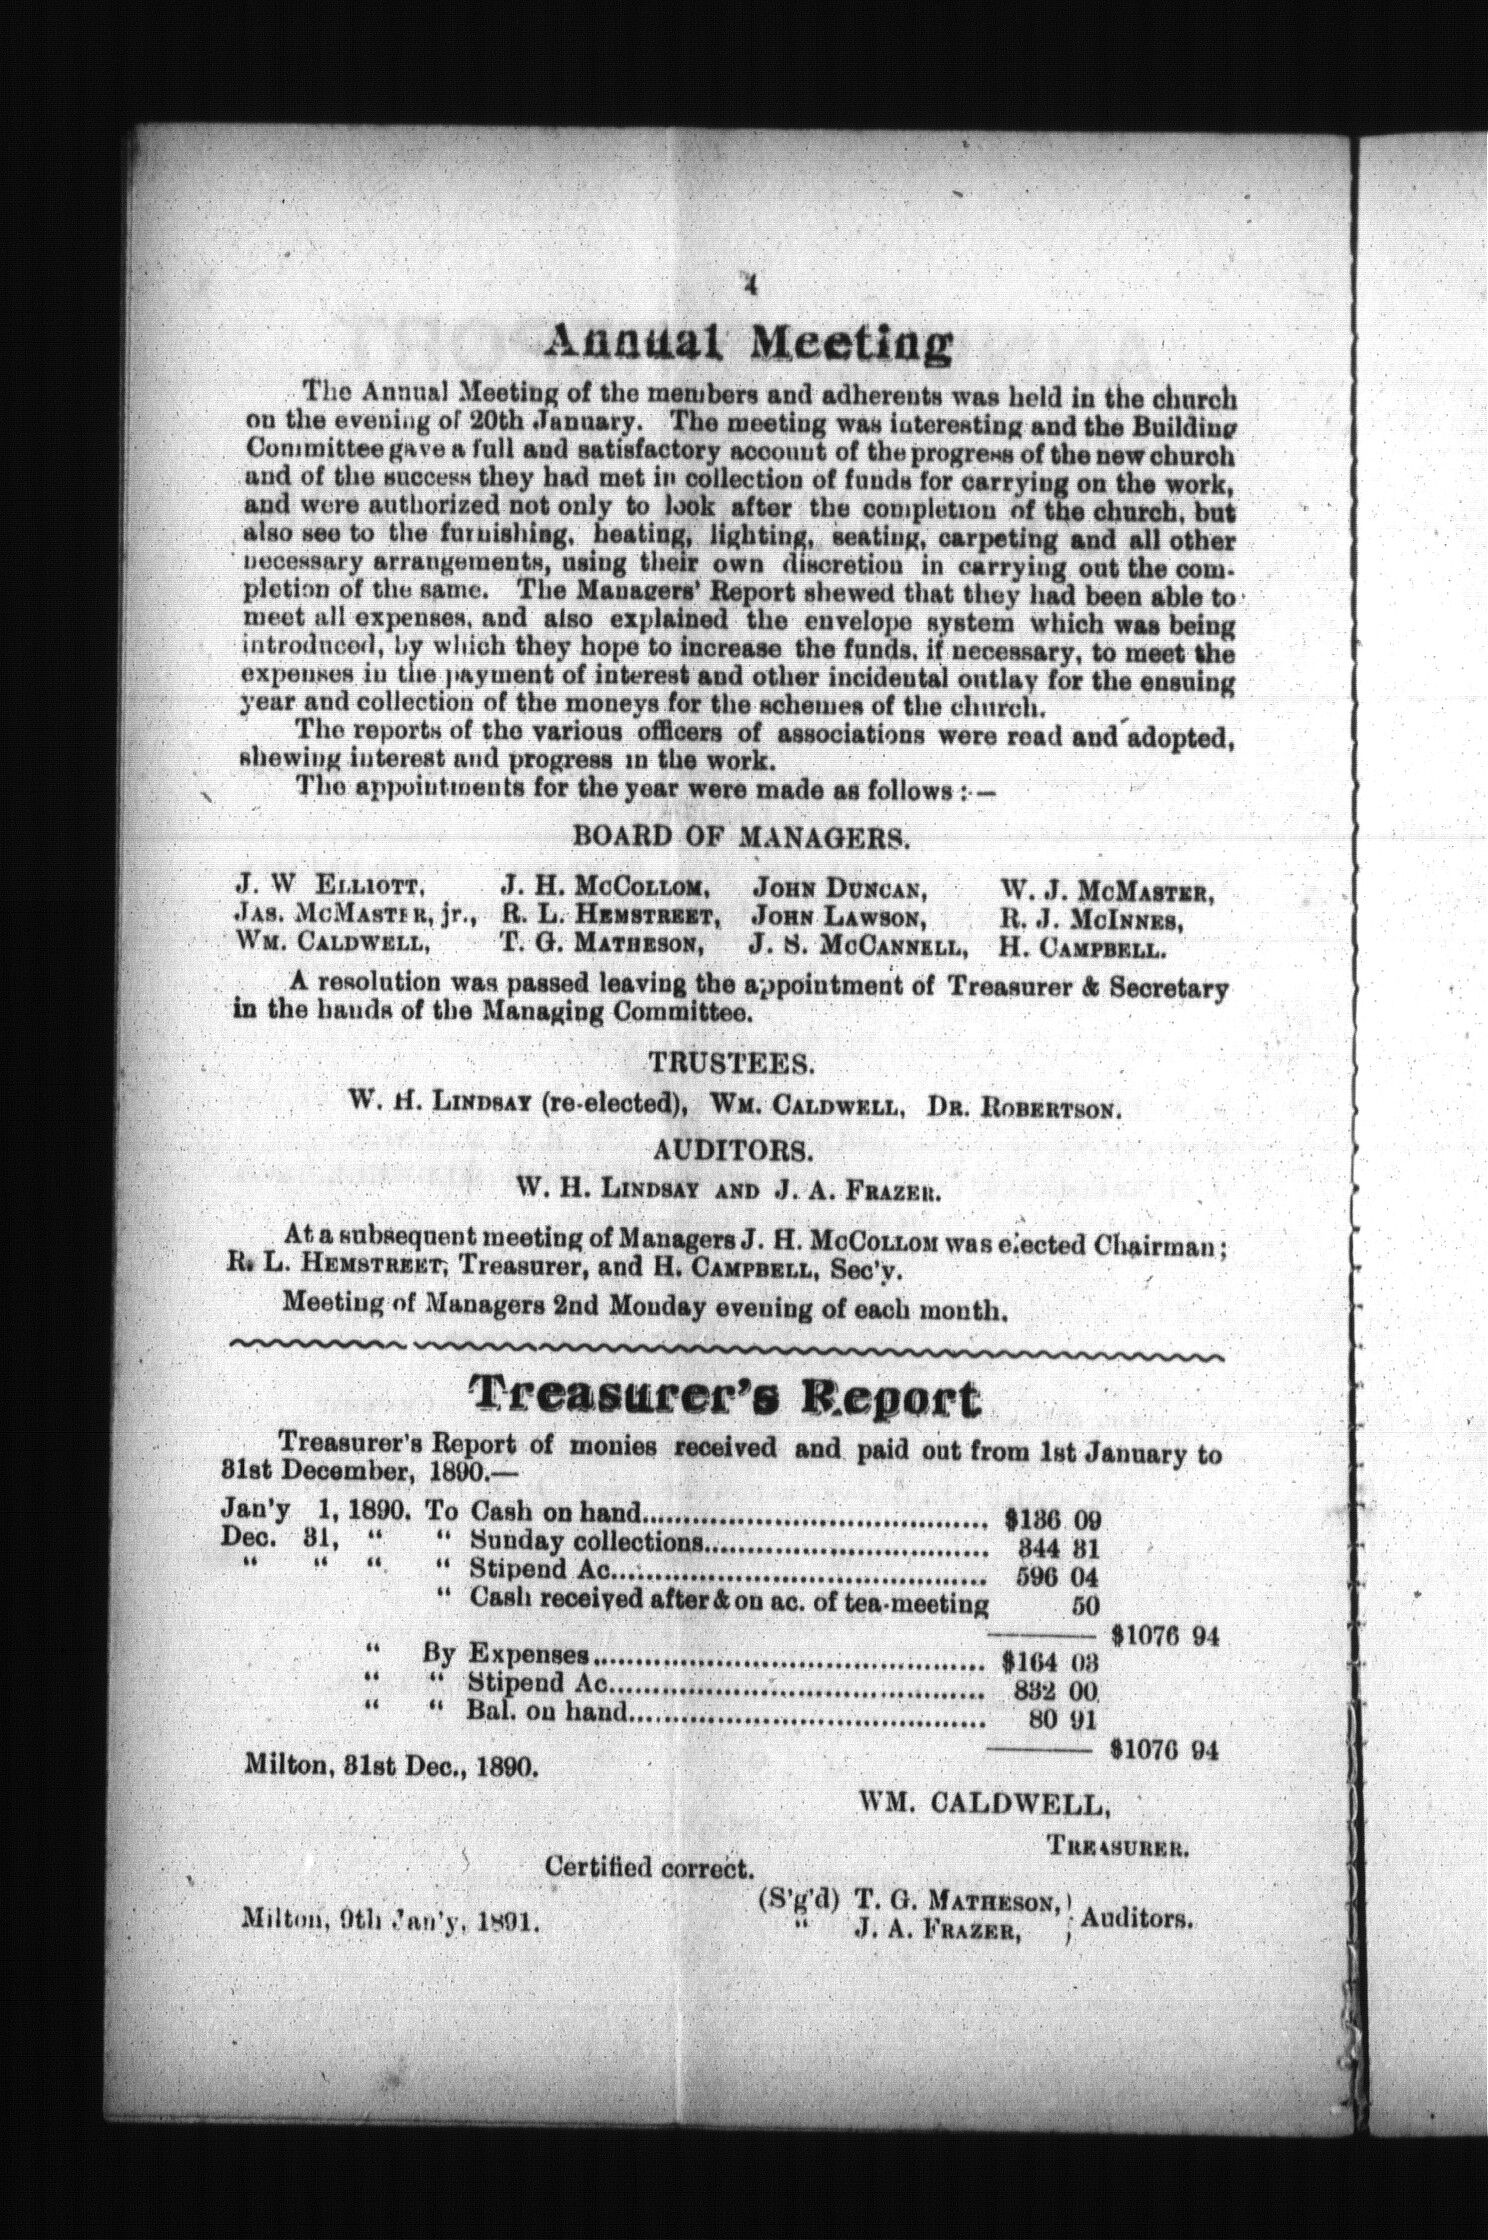 4
Annual Meeting
The Annual Meeting of the members and adherents was held in the church
on the evening of 20th January. The meeting was interesting and the Building
Committee gave a full and satisfactory account of the progress of the new church
and of the success they had met in collection of funds for carrying on the work,
and were authorized not only to look after the completion of the church, but
also see to the furnishing, heating, lighting, seating, carpeting and all other
necessary arrangements, using their own discretion in carrying out the com-
pletion of the same. The Managers' Report shewed that they had been able to
meet all expenses, and also explained the envelope system which was being
introduced, by which they hope to increase the funds, if necessary, to meet the
expenses in the payment of interest and other incidental outlay for the ensuing
year and collection of the moneys for the schemes of the church.
The reports of the various officers of associations were read and adopted,
shewing interest and progress in the work.
The appointments for the year were made as follows :—
BOARD OF MANAGERS.
J. W ELLIOTT, J. H. MCCOLLOM, JOHN DUNCAN, W. J. MCMASTER,
JAS. MCMASTER, jr., R. L. HEMSTREET, JOHN LAWSON, R. J. MCINNES,
WM. CALDWELL, T. G. MATHESON, J. S. MCCANNELL, H. CAMPBELL.
A resolution was passed leaving the appointment of Treasurer & Secretary
in the hands of the Managing Committee.
TRUSTEES.
W. H. LINDSAY (re-elected), WM. CALDWELL, DR. ROBERTSON.
AUDITORS.
W. H. LINDSAY AND J. A. FRAZER.
At a subsequent meeting of Managers J. H. MCCOLLOM was elected Chairman;
R. L. HEMSTREET, Treasurer, and H. CAMPBELL, Sec'y.
Meeting of Managers 2nd Monday evening of each month.
Treasurer's Report
Treasurer's Report of monies received and paid out from 1st January to
31st December, 1890.—
Jan'y 1, 1890. To Cash on hand........................................ $136 09
Dec. 31, " " Sunday collections................................ 344 31
" " " " Stipend Ac........................................... 596 04
" Cash received after & on ac. of tea-meeting 50
$1076 94
" By Expenses............................................ $164 03
" " Stipend Ac........................................... 832 00
" " Bal. on hand......................................... 80 91
$1076 94
Milton, 31st Dec., 1890.
WM. CALDWELL,
TREASURER.
Certified correct.
(S'g'd) T. G. MATHESON, }
Milton, 9th Jan'y, 1891. " J. A. FRAZER, } Auditors.